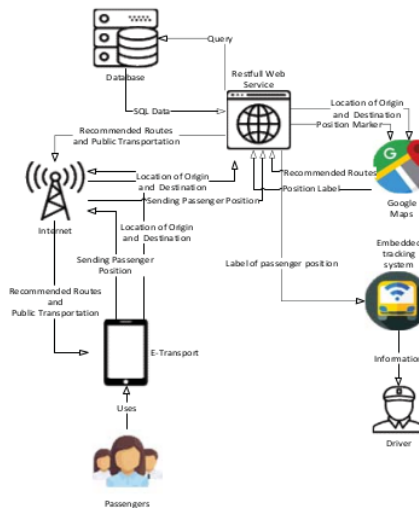 Query
Database
Restfull Web
Service
SQL Data
Location of Origin
and Destination
Position Marker
Recommended Routes
and Public Transportation
Location of Origin
and Destination
Recommended Routes
Sending Passenger Position
Position Label
G
Google
Maps
Internet
Location of Origin
and Destination
Embedded
tracking
system
Sending Passenger
Position
Label of passenger position
Recommended Routes
and
Public Transportation
E-Transport
Information
Uses
Driver
Passengers